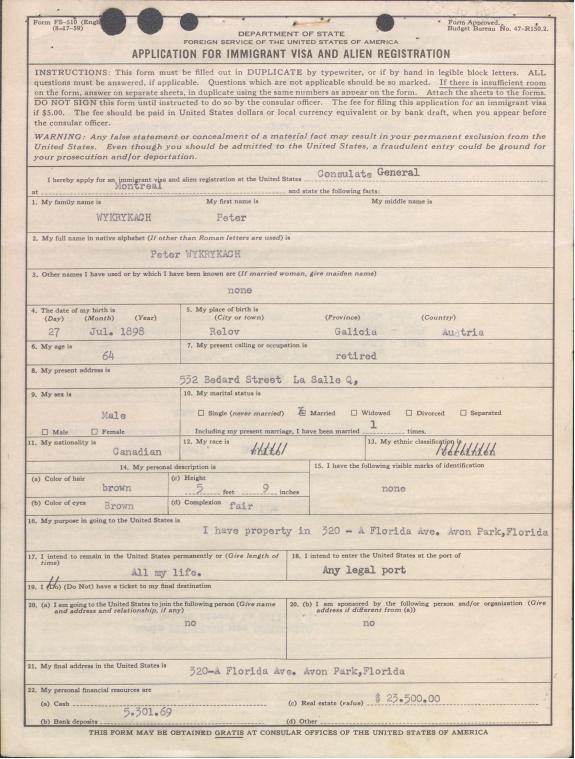 Form FS-510 (Engl
(8-47-59)
Form Approved.
Budget Bureau No. 47-R150.2.
DEPARTMENT OF STATE
FOREIGN SERVICE OF THE UNITED STATES OF AMERICA
APPLICATION FOR IMMIGRANT VISA AND ALIEN REGISTRATION
INSTRUCTIONS: This form must be filled out in DUPLICATE by typewriter, or if by hand in legible block letters. ALL
questions must be answered, if applicable. Questions which are not applicable should be so marked. If there is insufficient room
on the form, answer on separate sheets, in duplicate using the same numbers as appear on the form. Attach the sheets to the forms.
DO NOT SIGN this form until instructed to do so by the consular officer. The fee for filing this application for an immigrant visa
if $5.00. The fee should be paid in United States dollars or local currency equivalent or by bank draft, when you appear before
the consular officer.
WARNING: Any false statement or concealment of a material fact may result in your permanent exclusion from the
United States. Even though you should be admitted to the United States, a fraudulent entry could be ground for
your prosecution and/or deportation.
I hereby apply for an immigrant visa and alien registration at the United States Consulate General
at Montreal and state the following facts:
1. My family name is My first name is My middle name is
WYKRYKACH Peter
2. My full name in native alphabet (If other than Roman letters are used) is
Peter WYKRYKACH
3. Other names I have used or by which I have been known are (If married woman, give maiden name)
none
4. The date of my birth is 5. My place of birth is
(Day) (Month) (Year) (City or town) (Province) (Country)
27 Jul. 1898 Relov Galicia Austria
6. My age is 7. My present calling or occupation is
64 retired
8. My present address is
532 Bedard Street La Salle Q,
9. My sex is 10. My marital status is
Male Single (never married) X Married Widowed Divorced Separated
Male Female Including my present marriage, I have been married 1 times.
11. My nationality is 12. My race is 13. My ethnic classification is
Canadian
14. My personal description is 15. I have the following visible marks of identification
(a) Color of hair (c) Height
brown 5 feet 9 inches none
(b) Color of eyes (d) Complexion
Brown fair
16. My purpose in going to the United States is
I have property in 320 - A Florida Ave. Avon Park,Florida
17. I intend to remain in the United States permanently or (Give length of
time)
All my life.
18. I intend to enter the United States at the port of
Any legal port
19. I (Do) (Do Not) have a ticket to my final destination
20. (a) I am going to the United States to join the following person (Give name
and address and relationship, if any)
no
20. (b) I am sponsored by the following person and/or organization (Give
address if different from (a))
no
21. My final address in the United States is
320-A Florida Ave. Avon Park,Florida
22. My personal financial resources are
(a) Cash (c) Real estate (value) $ 23.500.00
5.301.69
(b) Bank deposits (d) Other
THIS FORM MAY BE OBTAINED GRATIS AT CONSULAR OFFICES OF THE UNITED STATES OF AMERICA